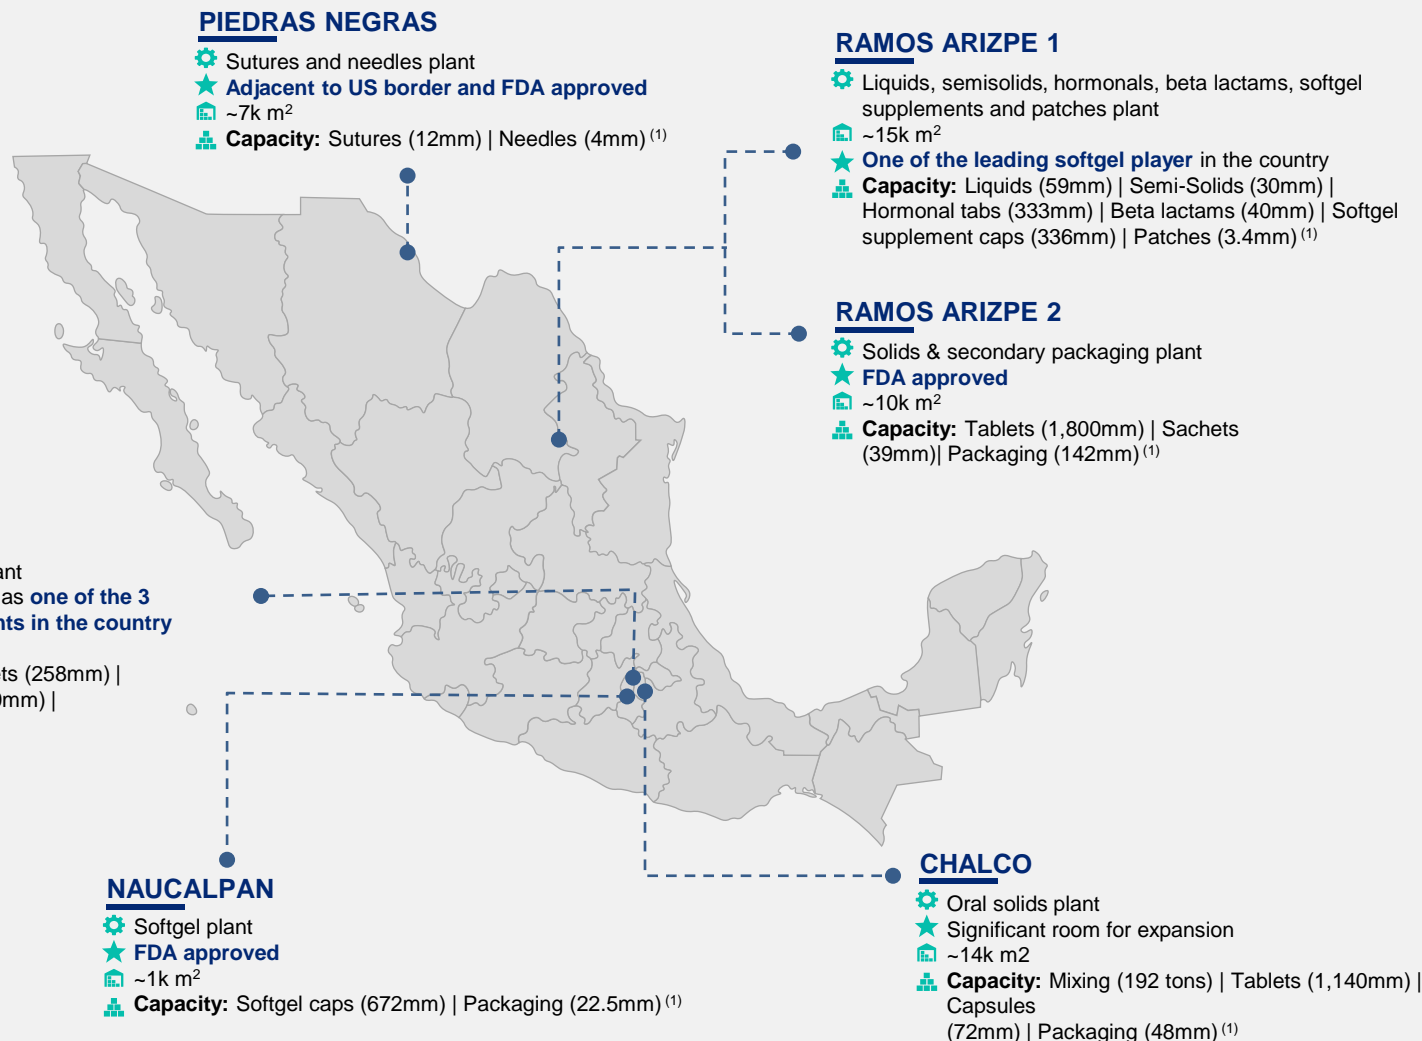 PIEDRAS NEGRAS
Sutures and needles plant
Adjacent to US border and FDA approved
~7k m²
Capacity: Sutures (12mm) | Needles (4mm) (1)
RAMOS ARIZPE 1
Liquids, semisolids, hormonals, beta lactams, softgel
supplements and patches plant
~15k m²
One of the leading softgel player in the country
Capacity: Liquids (59mm) | Semi-Solids (30mm) |
Hormonal tabs (333mm) | Beta lactams (40mm) | Softgel
supplement caps (336mm) | Patches (3.4mm) (1)
RAMOS ARIZPE 2
Solids & secondary packaging plant
FDA approved
~10k m²
Capacity: Tablets (1,800mm) | Sachets
(39mm)| Packaging (142mm) (1)
as one of the 3
in the country
(258mm) |
NAUCALPAN
Softgel plant
FDA approved
~1k m²
Capacity: Softgel caps (672mm) | Packaging (22.5mm) (1)
CHALCO
Oral solids plant
Significant room for expansion
~14k m2
Capacity: Mixing (192 tons) | Tablets (1,140mm) |
Capsules
(72mm) | Packaging (48mm) (1)